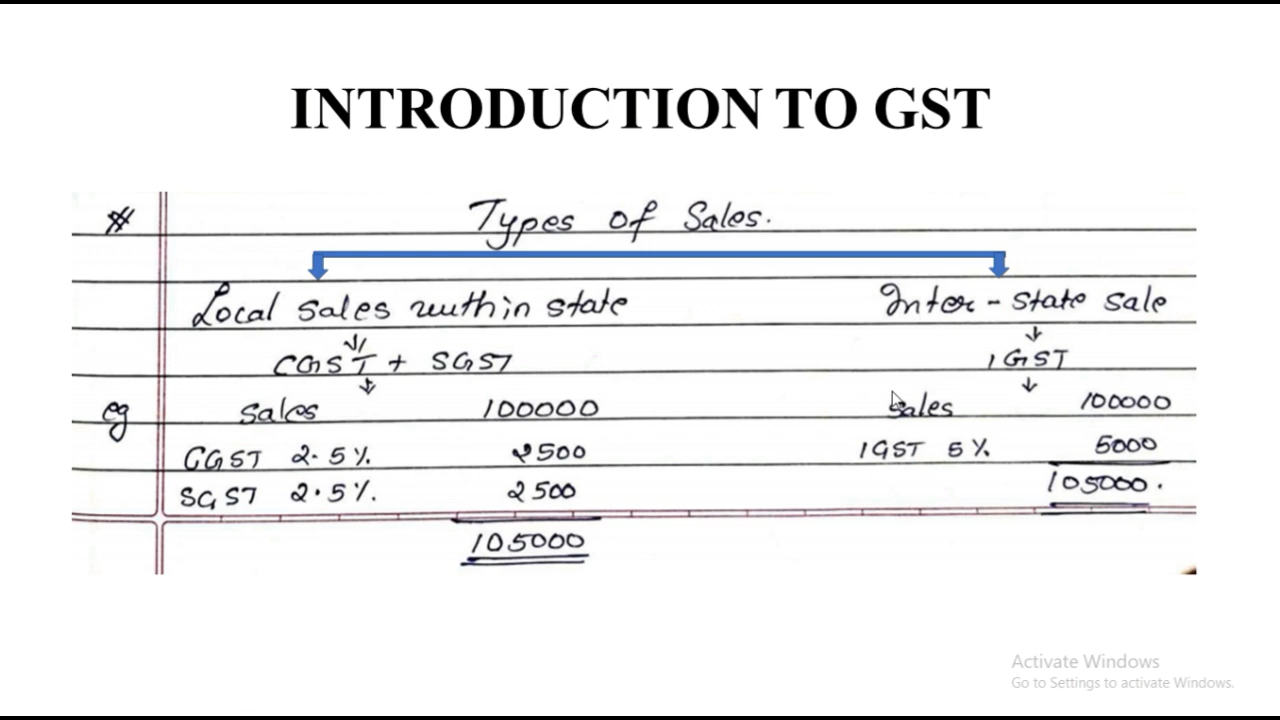 INTRODUCTION TO GST
# Types of Sales.
Local sales within state Inter - state sale
CGST + SGST IGST
eg Sales 100000 Sales 100000
CGST 2.5% 2500 IGST 5% 5000
SGST 2.5% 2500 105000.
105000
Activate Windows
Go to Settings to activate Windows.